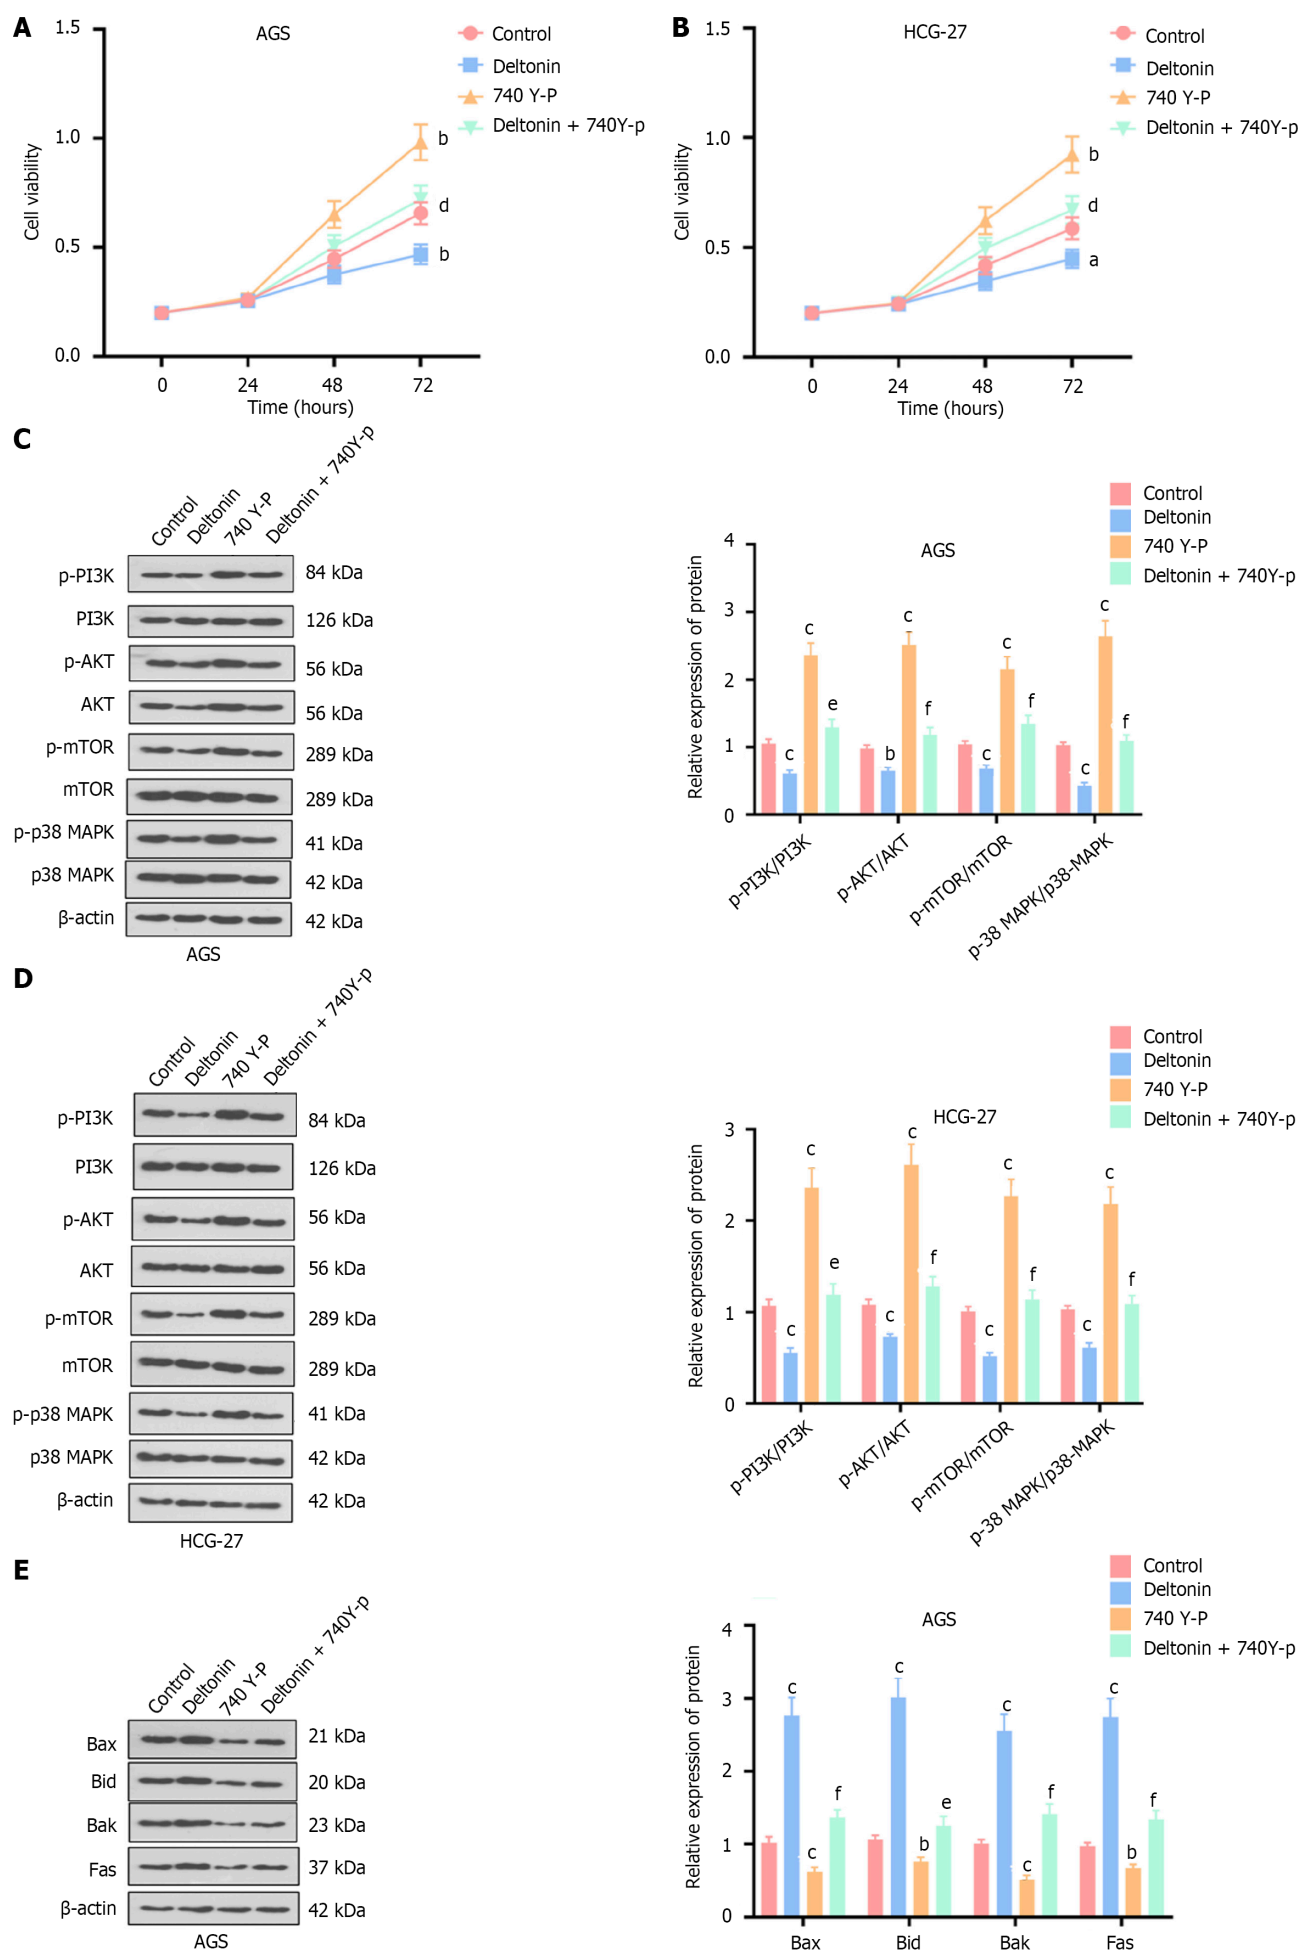 A
AGS
1.5
1.0
0.5
0.0
Cell viability
0 24 48 72
Time (hours)
Control
Deltonin
740 Y-P
Deltonin + 740Y-p
b
d
b
B
HCG-27
1.5
1.0
0.5
0.0
Cell viability
0 24 48 72
Time (hours)
Control
Deltonin
740 Y-P
Deltonin + 740Y-p
b
d
a
C
Control Deltonin 740 Y-P Deltonin + 740Y-p
p-PI3K 84 kDa
PI3K 126 kDa
p-AKT 56 kDa
AKT 56 kDa
p-mTOR 289 kDa
mTOR 289 kDa
p-p38 MAPK 41 kDa
p38 MAPK 42 kDa
β-actin 42 kDa
AGS
Control
Deltonin
740 Y-P
Deltonin + 740Y-p
AGS
Relative expression of protein
4
3
2
1
0
c c e b c f c c f c c f
p-PI3K/PI3K p-AKT/AKT p-mTOR/mTOR p-38 MAPK/p38-MAPK
D
Control Deltonin 740 Y-P Deltonin + 740Y-p
p-PI3K 84 kDa
PI3K 126 kDa
p-AKT 56 kDa
AKT 56 kDa
p-mTOR 289 kDa
mTOR 289 kDa
p-p38 MAPK 41 kDa
p38 MAPK 42 kDa
β-actin 42 kDa
HCG-27
Control
Deltonin
740 Y-P
Deltonin + 740Y-p
HCG-27
Relative expression of protein
3
2
1
0
c c e c c f c c f c c f
p-PI3K/PI3K p-AKT/AKT p-mTOR/mTOR p-38 MAPK/p38-MAPK
E
Control Deltonin 740 Y-P Deltonin + 740Y-p
Bax 21 kDa
Bid 20 kDa
Bak 23 kDa
Fas 37 kDa
β-actin 42 kDa
AGS
Control
Deltonin
740 Y-P
Deltonin + 740Y-p
AGS
Relative expression of protein
4
3
2
1
0
c c f c b e c c f c b f
Bax Bid Bak Fas